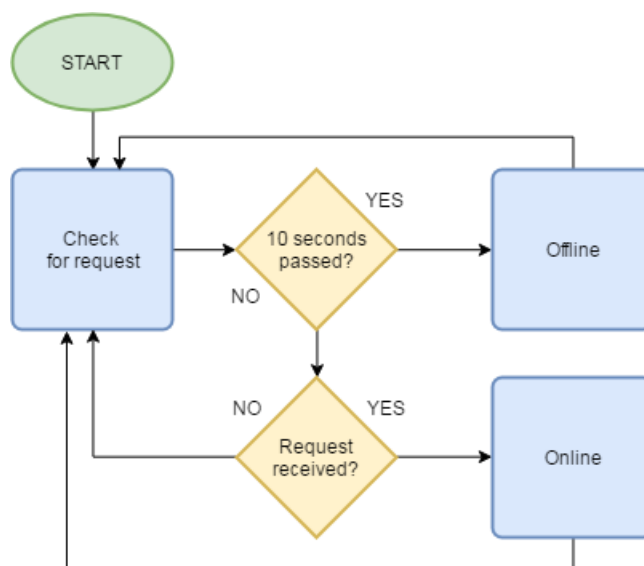 START
Check
for request
10 seconds
passed?
YES
Offline
NO
NO
YES
Request
received?
Online